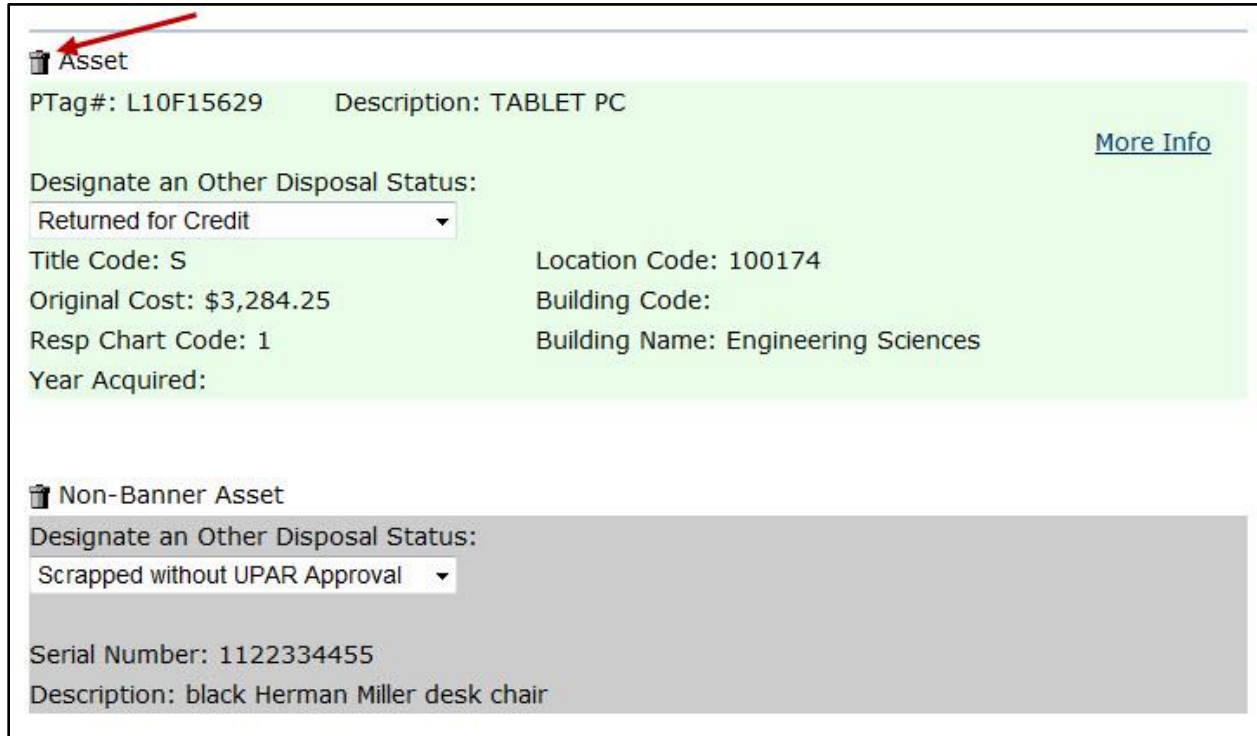 Asset
PTag#: L10F15629 Description: TABLET PC
More Info
Designate an Other Disposal Status:
Returned for Credit
Title Code: S Location Code: 100174
Original Cost: $3,284.25 Building Code:
Resp Chart Code: 1 Building Name: Engineering Sciences
Year Acquired:
Non-Banner Asset
Designate an Other Disposal Status:
Scrapped without UPAR Approval
Serial Number: 1122334455
Description: black Herman Miller desk chair